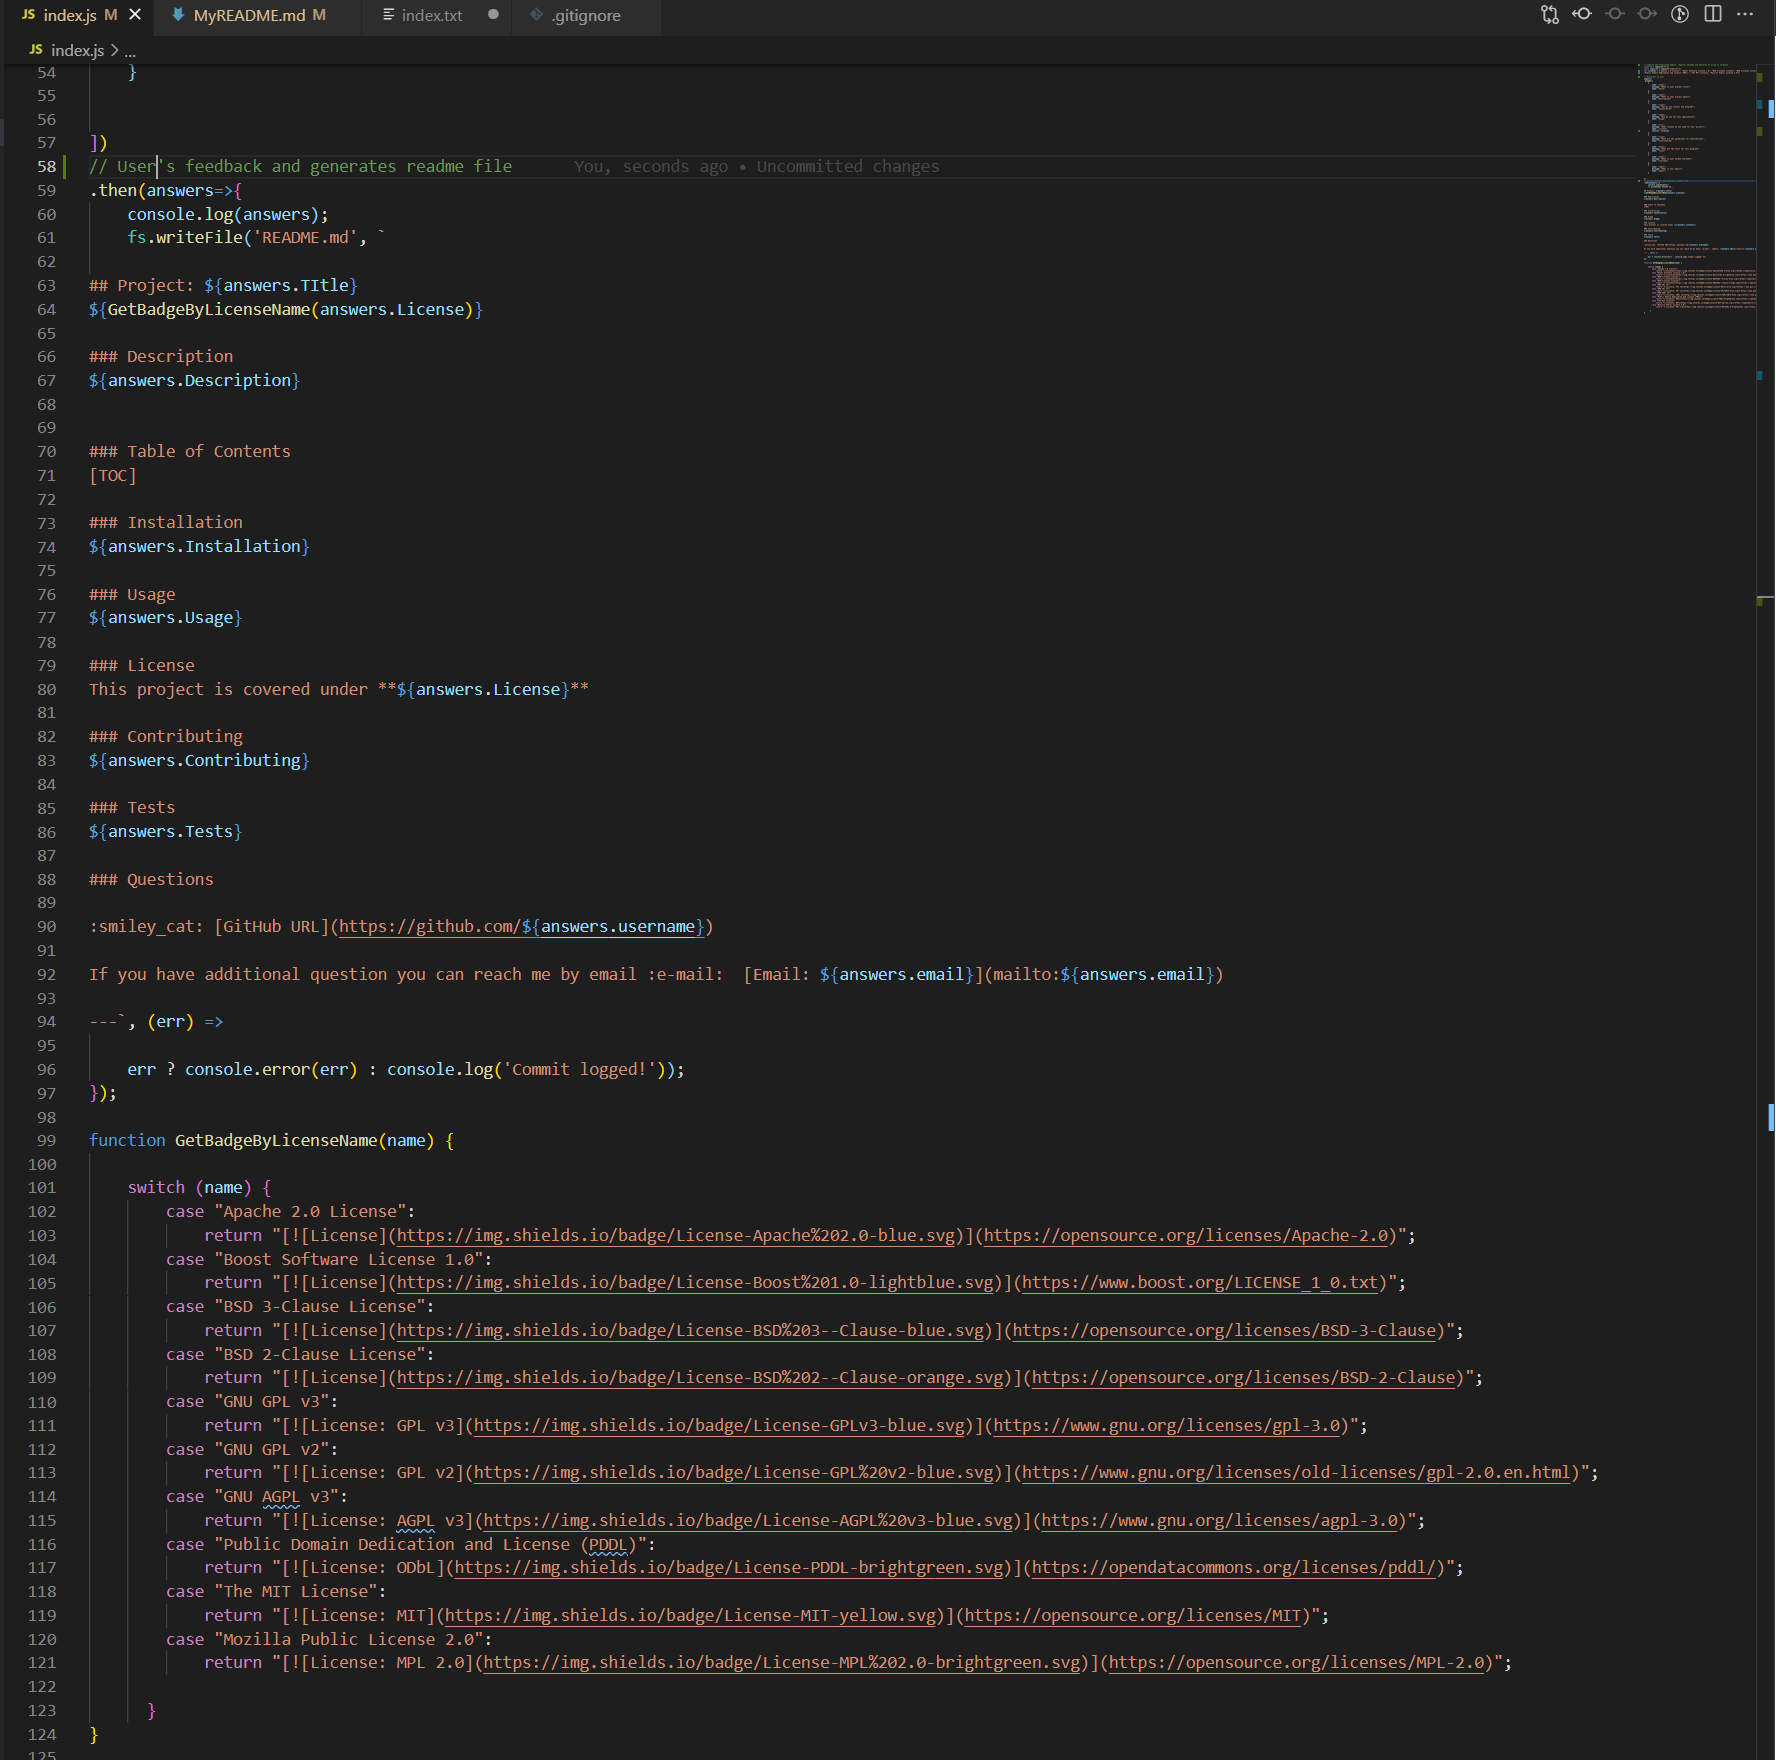 JS index.js M ✕ MyREADME.md M index.txt ● .gitignore
JS index.js > ...
54 }
55
56
57 ])
58 // User's feedback and generates readme file You, seconds ago • Uncommitted changes
59 .then(answers=>{
60 console.log(answers);
61 fs.writeFile('README.md', `
62
63 ## Project: ${answers.TItle}
64 ${GetBadgeByLicenseName(answers.License)}
65
66 ### Description
67 ${answers.Description}
68
69
70 ### Table of Contents
71 [TOC]
72
73 ### Installation
74 ${answers.Installation}
75
76 ### Usage
77 ${answers.Usage}
78
79 ### License
80 This project is covered under **${answers.License}**
81
82 ### Contributing
83 ${answers.Contributing}
84
85 ### Tests
86 ${answers.Tests}
87
88 ### Questions
89
90 :smiley_cat: [GitHub URL](https://github.com/${answers.username})
91
92 If you have additional question you can reach me by email :e-mail:  [Email: ${answers.email}](mailto:${answers.email})
93
94 ---`, (err) =>
95
96 err ? console.error(err) : console.log('Commit logged!'));
97 });
98
99 function GetBadgeByLicenseName(name) {
100
101 switch (name) {
102 case "Apache 2.0 License":
103 return "[![License](https://img.shields.io/badge/License-Apache%202.0-blue.svg)](https://opensource.org/licenses/Apache-2.0)";
104 case "Boost Software License 1.0":
105 return "[![License](https://img.shields.io/badge/License-Boost%201.0-lightblue.svg)](https://www.boost.org/LICENSE_1_0.txt)";
106 case "BSD 3-Clause License":
107 return "[![License](https://img.shields.io/badge/License-BSD%203--Clause-blue.svg)](https://opensource.org/licenses/BSD-3-Clause)";
108 case "BSD 2-Clause License":
109 return "[![License](https://img.shields.io/badge/License-BSD%202--Clause-orange.svg)](https://opensource.org/licenses/BSD-2-Clause)";
110 case "GNU GPL v3":
111 return "[![License: GPL v3](https://img.shields.io/badge/License-GPLv3-blue.svg)](https://www.gnu.org/licenses/gpl-3.0)";
112 case "GNU GPL v2":
113 return "[![License: GPL v2](https://img.shields.io/badge/License-GPL%20v2-blue.svg)](https://www.gnu.org/licenses/old-licenses/gpl-2.0.en.html)";
114 case "GNU AGPL v3":
115 return "[![License: AGPL v3](https://img.shields.io/badge/License-AGPL%20v3-blue.svg)](https://www.gnu.org/licenses/agpl-3.0)";
116 case "Public Domain Dedication and License (PDDL)":
117 return "[![License: ODbL](https://img.shields.io/badge/License-PDDL-brightgreen.svg)](https://opendatacommons.org/licenses/pddl/)";
118 case "The MIT License":
119 return "[![License: MIT](https://img.shields.io/badge/License-MIT-yellow.svg)](https://opensource.org/licenses/MIT)";
120 case "Mozilla Public License 2.0":
121 return "[![License: MPL 2.0](https://img.shields.io/badge/License-MPL%202.0-brightgreen.svg)](https://opensource.org/licenses/MPL-2.0)";
122
123 }
124 }
125